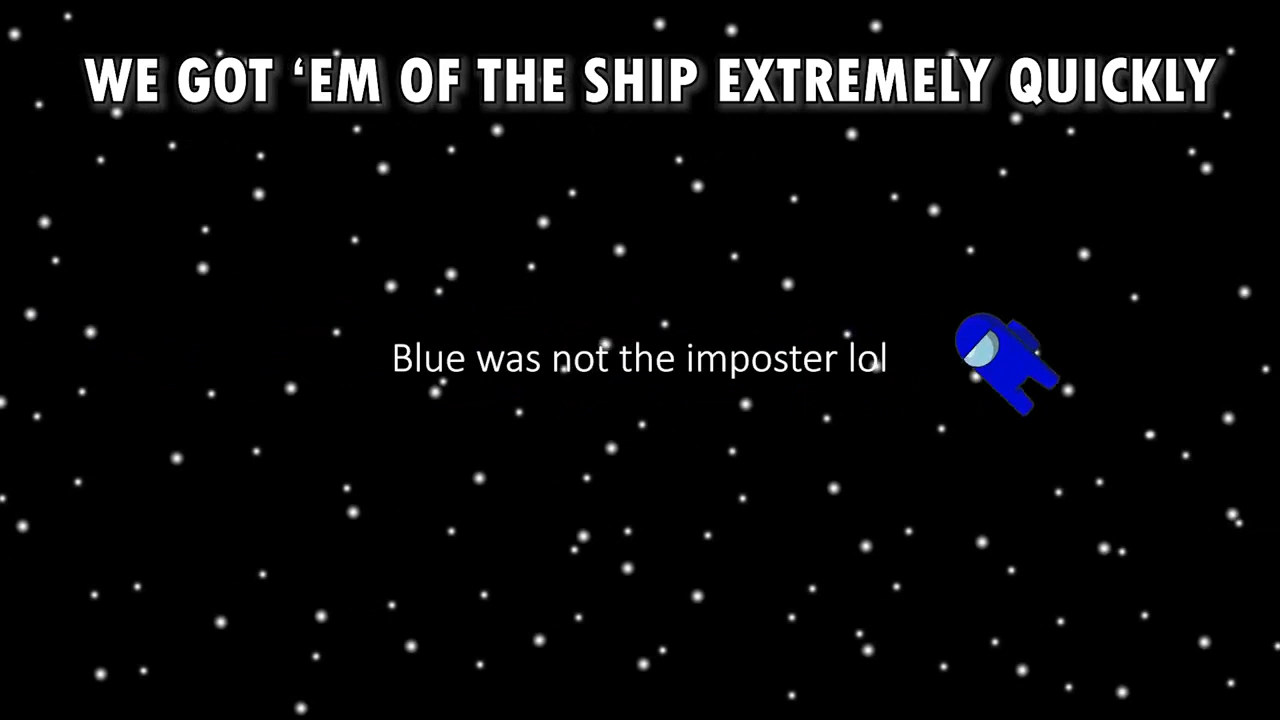 WE GOT ‘EM OF THE SHIP EXTREMELY QUICKLY
Blue was not the imposter lol